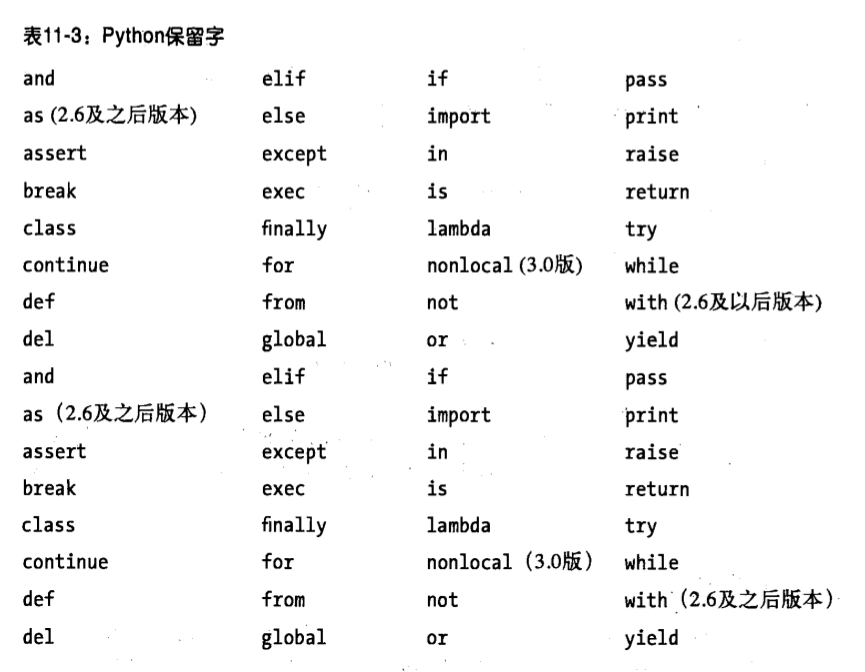 表11-3：Python保留字
and elif if pass
as (2.6及之后版本) else import print
assert except in raise
break exec is return
class finally lambda try
continue for nonlocal (3.0版) while
def from not with (2.6及以后版本)
del global or yield
and elif if pass
as（2.6及之后版本） else import print
assert except in raise
break exec is return
class finally lambda try
continue for nonlocal（3.0版） while
def from not with（2.6及之后版本）
del global or yield